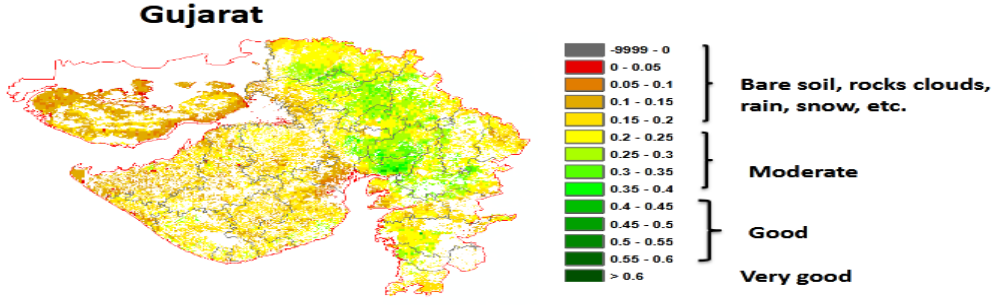 Gujarat
-9999 - 0
0 - 0.05
0.05 - 0.1
0.1 - 0.15
0.15 - 0.2
0.2 - 0.25
0.25 - 0.3
0.3 - 0.35
0.35 - 0.4
0.4 - 0.45
0.45 - 0.5
0.5 - 0.55
0.55 - 0.6
> 0.6
Bare soil, rocks clouds,
rain, snow, etc.
Moderate
Good
Very good